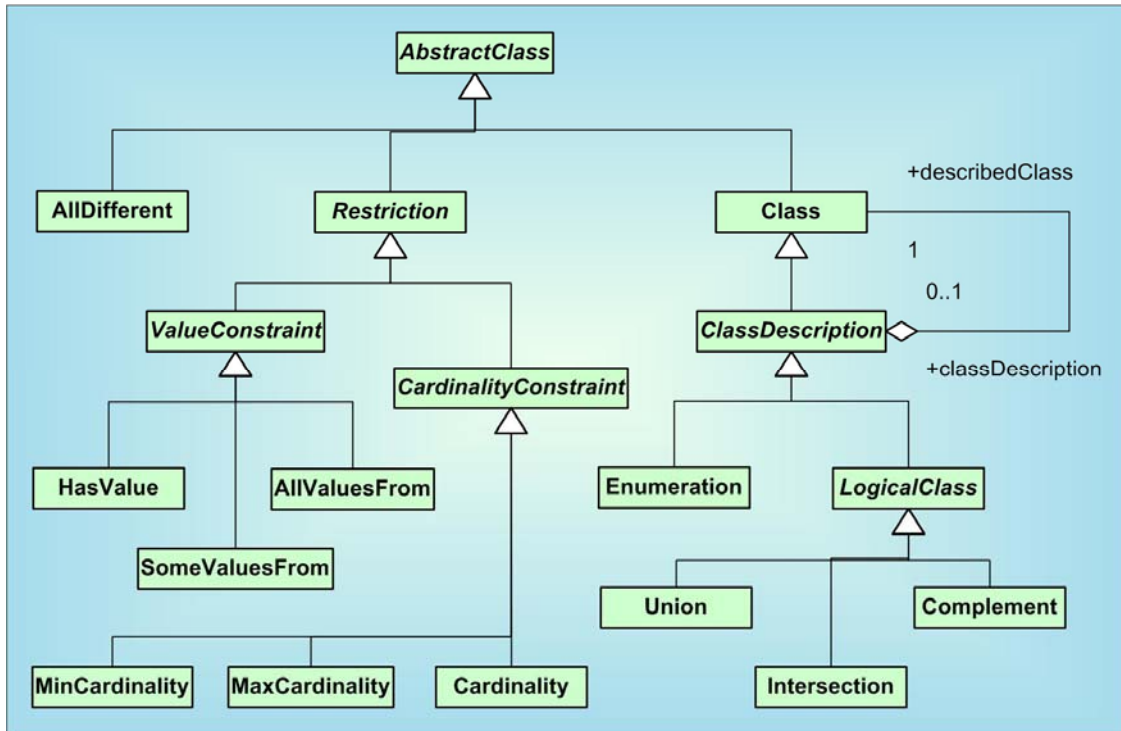 AbstractClass
+describedClass
AllDifferent
Restriction
Class
1
0..1
ValueConstraint
ClassDescription
+classDescription
CardinalityConstraint
HasValue
AllValuesFrom
Enumeration
LogicalClass
SomeValuesFrom
Union
Complement
MinCardinality
MaxCardinality
Cardinality
Intersection